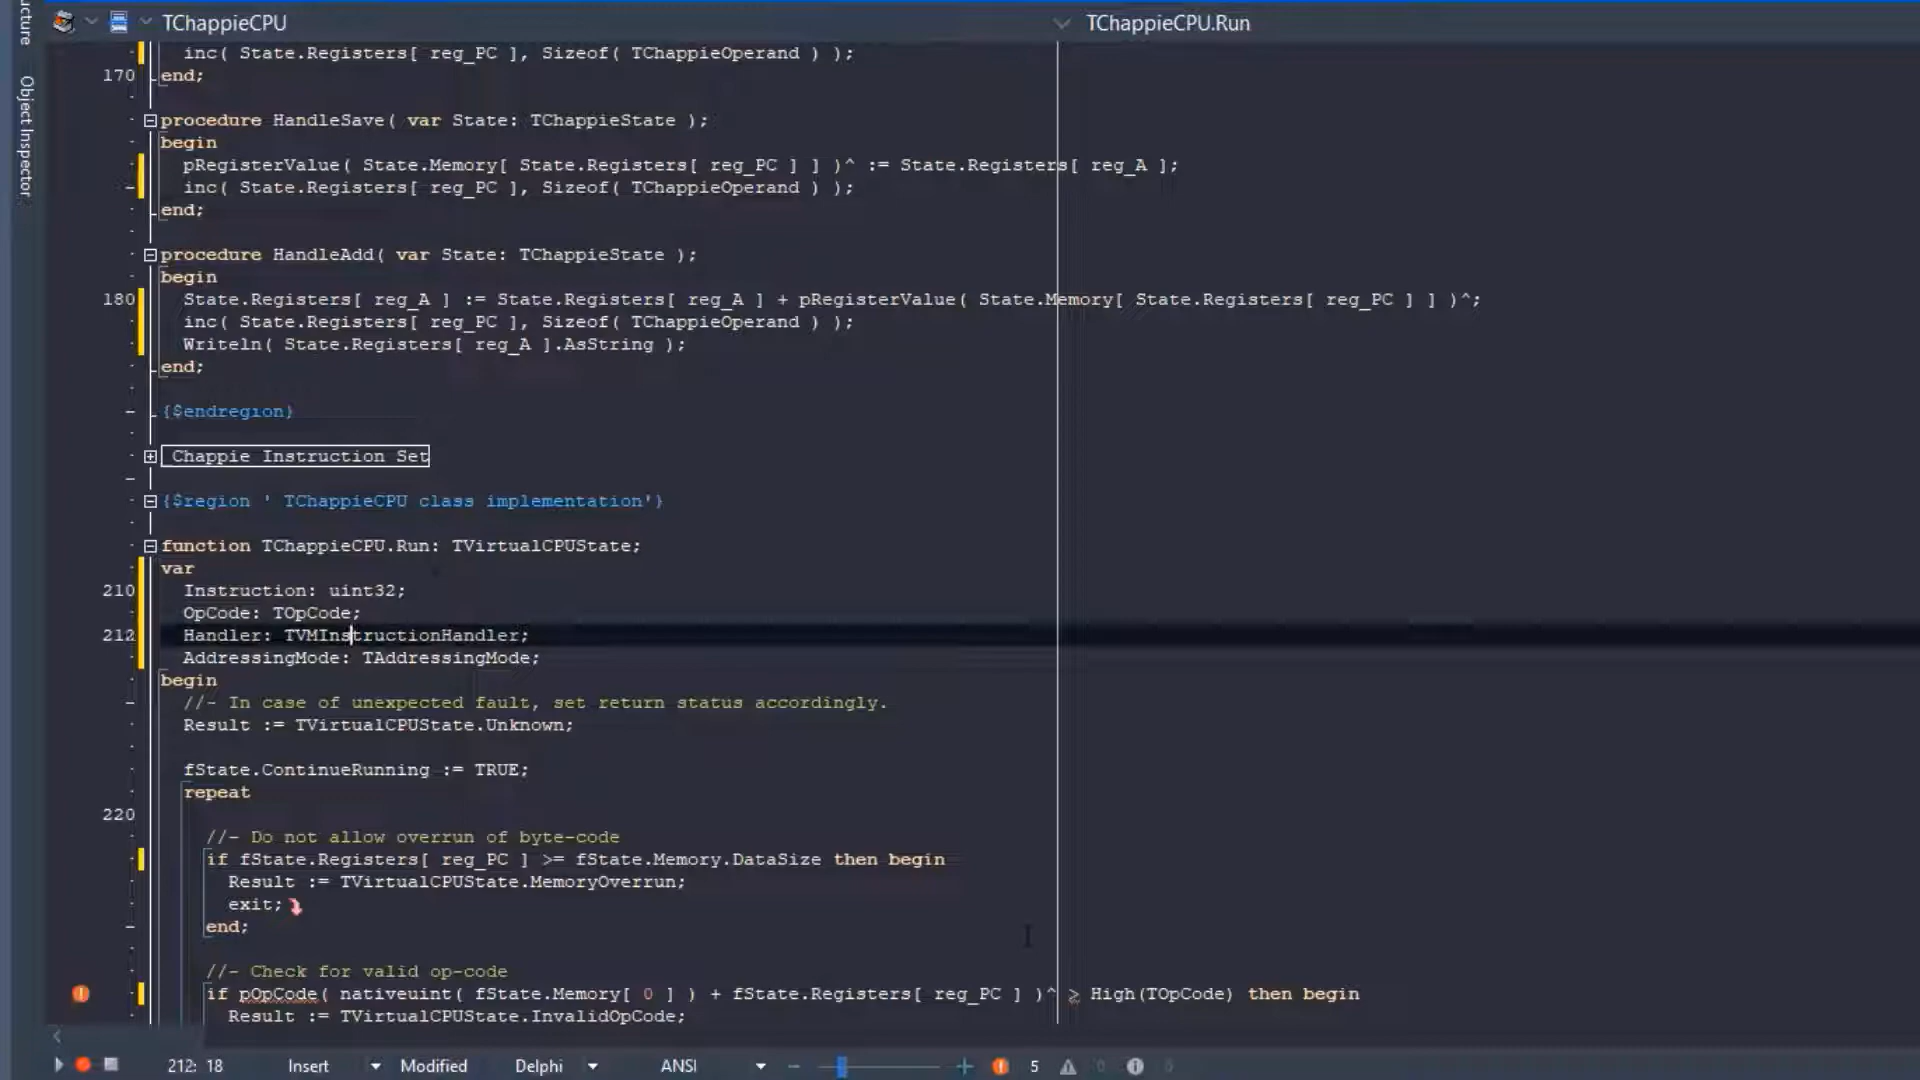 ucture
Object Inspector
TChappieCPU
TChappieCPU.Run
inc( State.Registers[ reg_PC ], Sizeof( TChappieOperand ) );
170
end;
procedure HandleSave( var State: TChappieState );
begin
pRegisterValue( State.Memory[ State.Registers[ reg_PC ] ] )^ := State.Registers[ reg_A ];
inc( State.Registers[ reg_PC ], Sizeof( TChappieOperand ) );
end;
procedure HandleAdd( var State: TChappieState );
begin
180 State.Registers[ reg_A ] := State.Registers[ reg_A ] + pRegisterValue( State.Memory[ State.Registers[ reg_PC ] ] )^;
inc( State.Registers[ reg_PC ], Sizeof( TChappieOperand ) );
Writeln( State.Registers[ reg_A ].AsString );
end;
{$endregion}
Chappie Instruction Set
{$region ' TChappieCPU class implementation'}
function TChappieCPU.Run: TVirtualCPUState;
var
210 Instruction: uint32;
OpCode: TOpCode;
212 Handler: TVMInstructionHandler;
AddressingMode: TAddressingMode;
begin
//- In case of unexpected fault, set return status accordingly.
Result := TVirtualCPUState.Unknown;
fState.ContinueRunning := TRUE;
repeat
220
//- Do not allow overrun of byte-code
if fState.Registers[ reg_PC ] >= fState.Memory.DataSize then begin
Result := TVirtualCPUState.MemoryOverrun;
exit;
end;
//- Check for valid op-code
if pOpCode( nativeuint( fState.Memory[ 0 ] ) + fState.Registers[ reg_PC ] )^ > High(TOpCode) then begin
Result := TVirtualCPUState.InvalidOpCode;
212: 18 Insert Modified Delphi ANSI 5 0 0